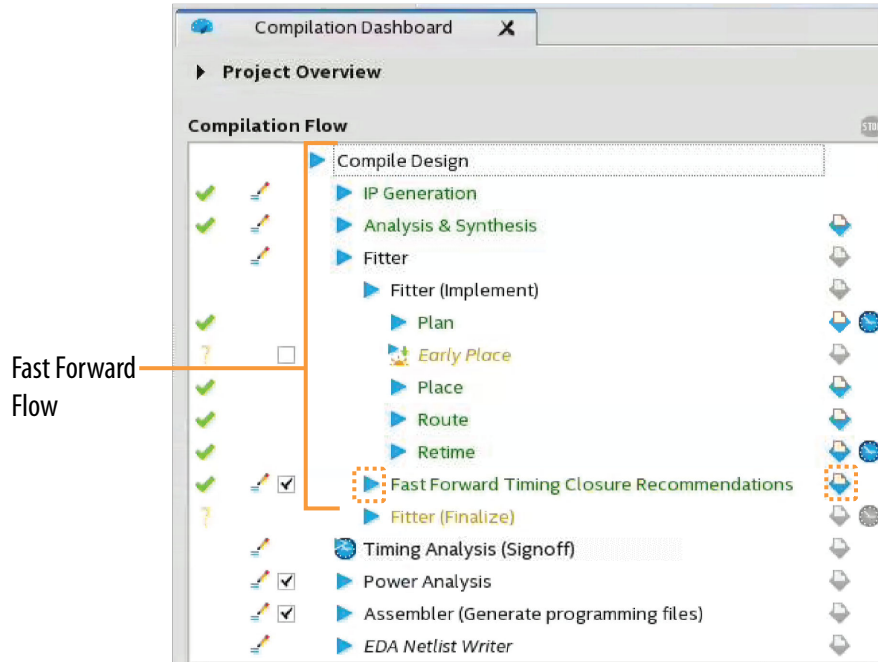 Compilation Dashboard
Project Overview
Compilation Flow
STOP
Compile Design
IP Generation
Analysis & Synthesis
Fitter
Fitter (Implement)
Plan
? Early Place
Place
Route
Retime
Fast Forward Timing Closure Recommendations
? Fitter (Finalize)
Timing Analysis (Signoff)
Power Analysis
Assembler (Generate programming files)
EDA Netlist Writer
Fast Forward
Flow